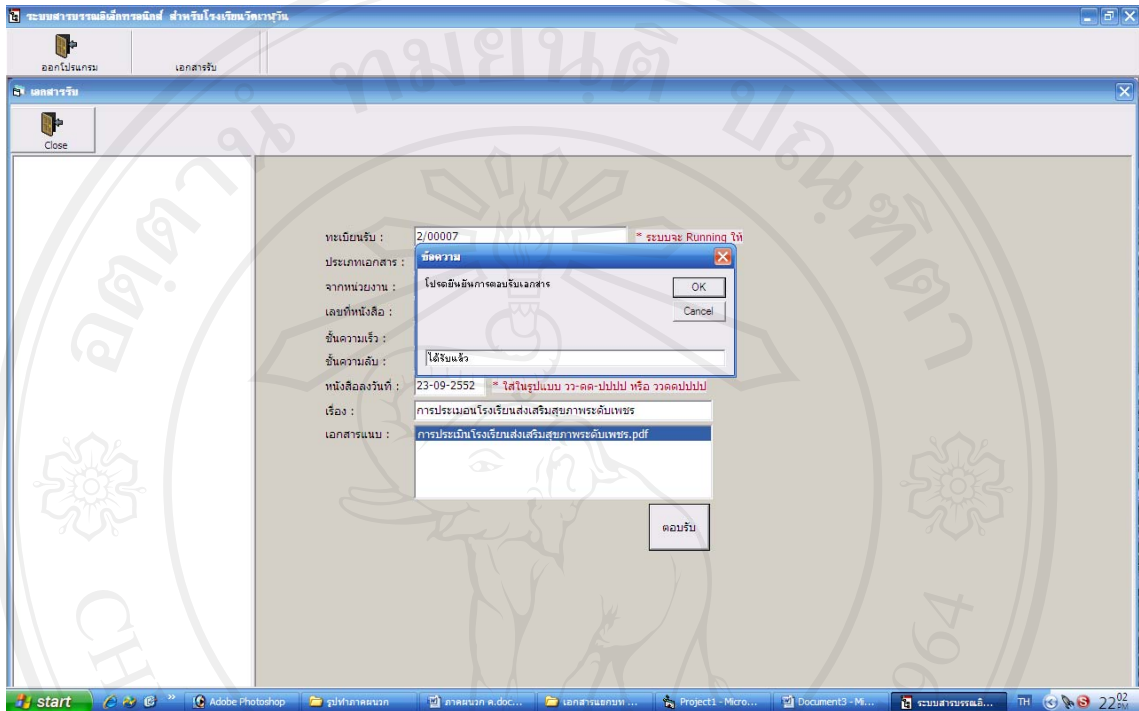 ระบบสารบรรณอิเล็กทรอนิกส์ สำหรับโรงเรียนวัดเวฬุวัน
ออกโปรแกรม
เอกสารรับ
เอกสารรับ
Close
ทะเบียนรับ : 2/00007 * ระบบจะ Running ให้
ประเภทเอกสาร :
จากหน่วยงาน :
เลขที่หนังสือ :
ชั้นความเร็ว :
ชั้นความลับ :
ข้อความ
โปรดยืนยันการตอบรับเอกสาร
OK
Cancel
ได้รับแล้ว
หนังสือลงวันที่ : 23-09-2552 * ใส่ในรูปแบบ วว-ดด-ปปปป หรือ ววดดปปปป
เรื่อง : การประเมอนโรงเรียนส่งเสริมสุขภาพระดับเพชร
เอกสารแนบ : การประเมินโรงเรียนส่งเสริมสุขภาพระดับเพชร.pdf
ตอบรับ
start Adobe Photoshop รูปทำภาคผนวก ภาคผนวก ค.doc... เอกสารแยกบท ... Project1 - Micro... Document3 - Mi... ระบบสารบรรณอิ... TH 22:02 PM